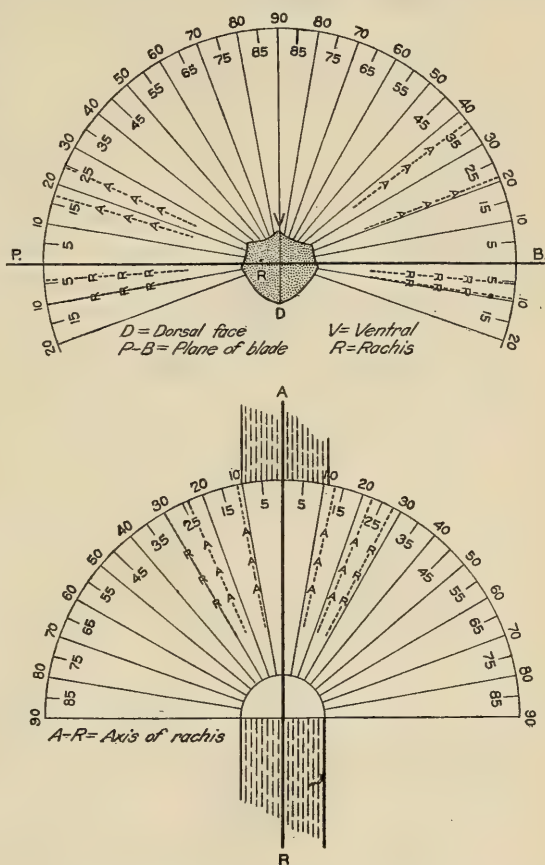 90
80 80
85 85
70 70
75 75
60 60
65 65
50 50
55 55
40 40
45 45
30 30
35 35
A
A
A
20 20
25 25
A A A
A A A
15 15
10 10
A A A
V
5 5
P B
R
R R R 5
5 R R R
R R R
R R R
10 10
15 15
20 20
D
D = Dorsal face V = Ventral
P-B = Plane of blade R = Rachis
A
10 10
20 20
5 5
15 15
30 30
25 25
40 40
35 35
50 50
45 45
R A A A A R
60 60
55 55
R A A A A R
R A A A A R
70 70
65 65
80 80
75 75
85 85
90 90
A-R = Axis of rachis
R